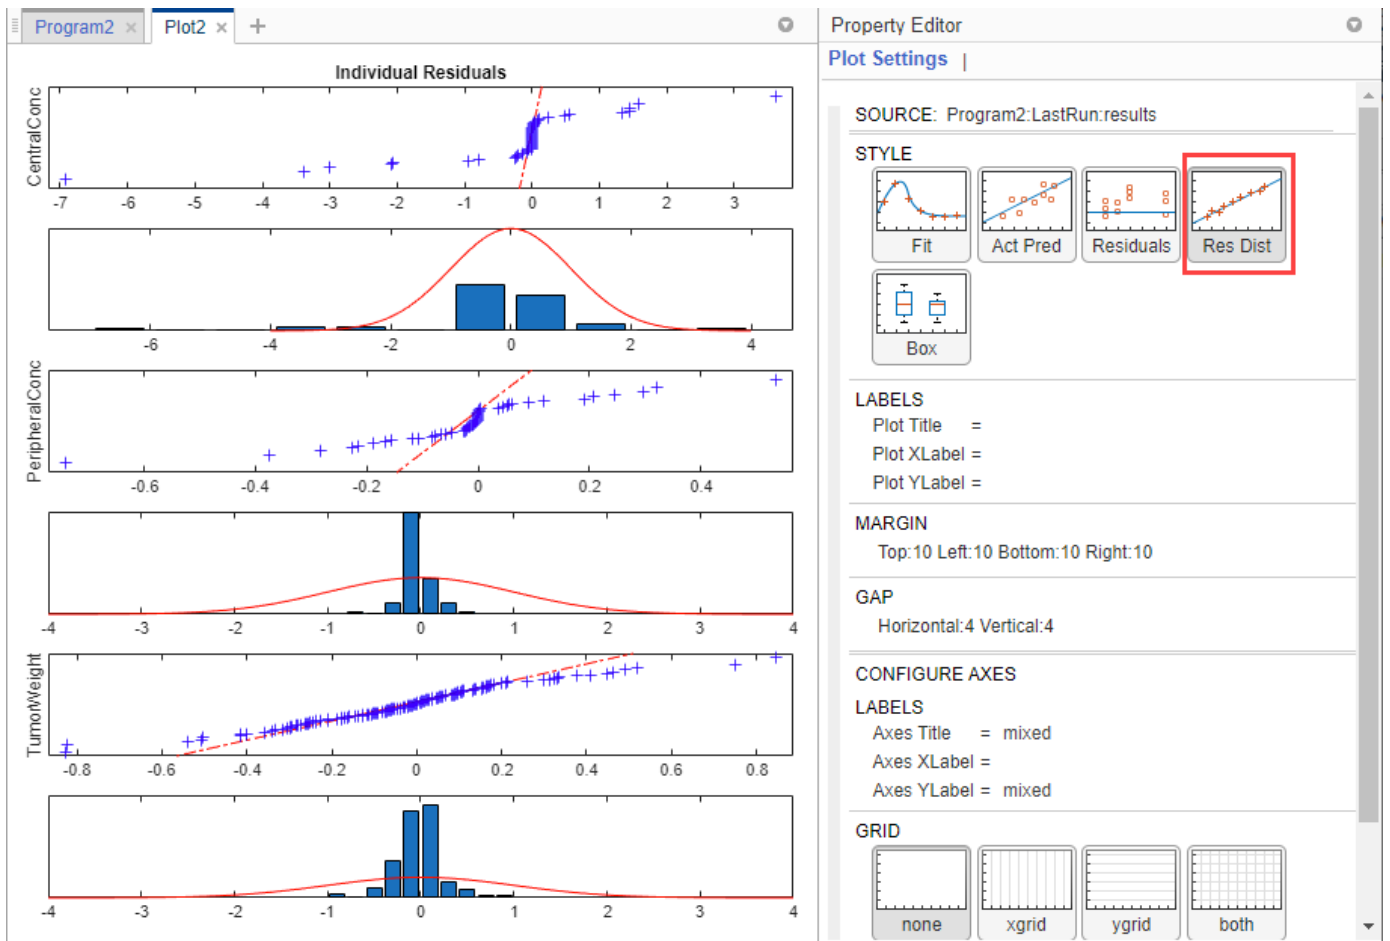 Program2 × Plot2 × +
Individual Residuals
CentralConc
-7 -6 -5 -4 -3 -2 -1 0 1 2 3
-6 -4 -2 0 2 4
PeripheralConc
-0.6 -0.4 -0.2 0 0.2 0.4
-4 -3 -2 -1 0 1 2 3 4
TumorWeight
-0.8 -0.6 -0.4 -0.2 0 0.2 0.4 0.6 0.8
-4 -3 -2 -1 0 1 2 3 4
Property Editor
Plot Settings |
SOURCE: Program2:LastRun:results
STYLE
Fit Act Pred Residuals Res Dist
Box
LABELS
Plot Title =
Plot XLabel =
Plot YLabel =
MARGIN
Top:10 Left:10 Bottom:10 Right:10
GAP
Horizontal:4 Vertical:4
CONFIGURE AXES
LABELS
Axes Title = mixed
Axes XLabel =
Axes YLabel = mixed
GRID
none xgrid ygrid both